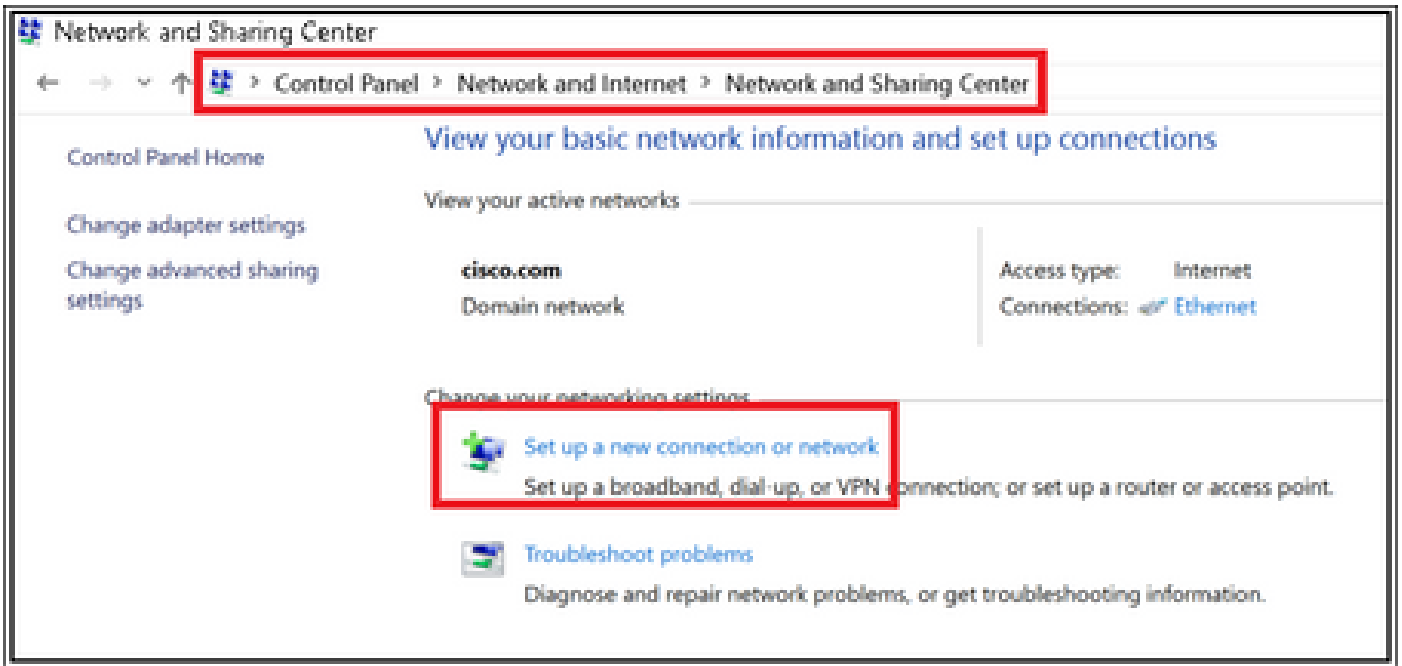 Network and Sharing Center
> Control Panel > Network and Internet > Network and Sharing Center
Control Panel Home
Change adapter settings
Change advanced sharing
settings
View your basic network information and set up connections
View your active networks
cisco.com
Domain network
Access type: Internet
Connections: Ethernet
Change your networking settings
Set up a new connection or network
Set up a broadband, dial-up, or VPN connection; or set up a router or access point.
Troubleshoot problems
Diagnose and repair network problems, or get troubleshooting information.